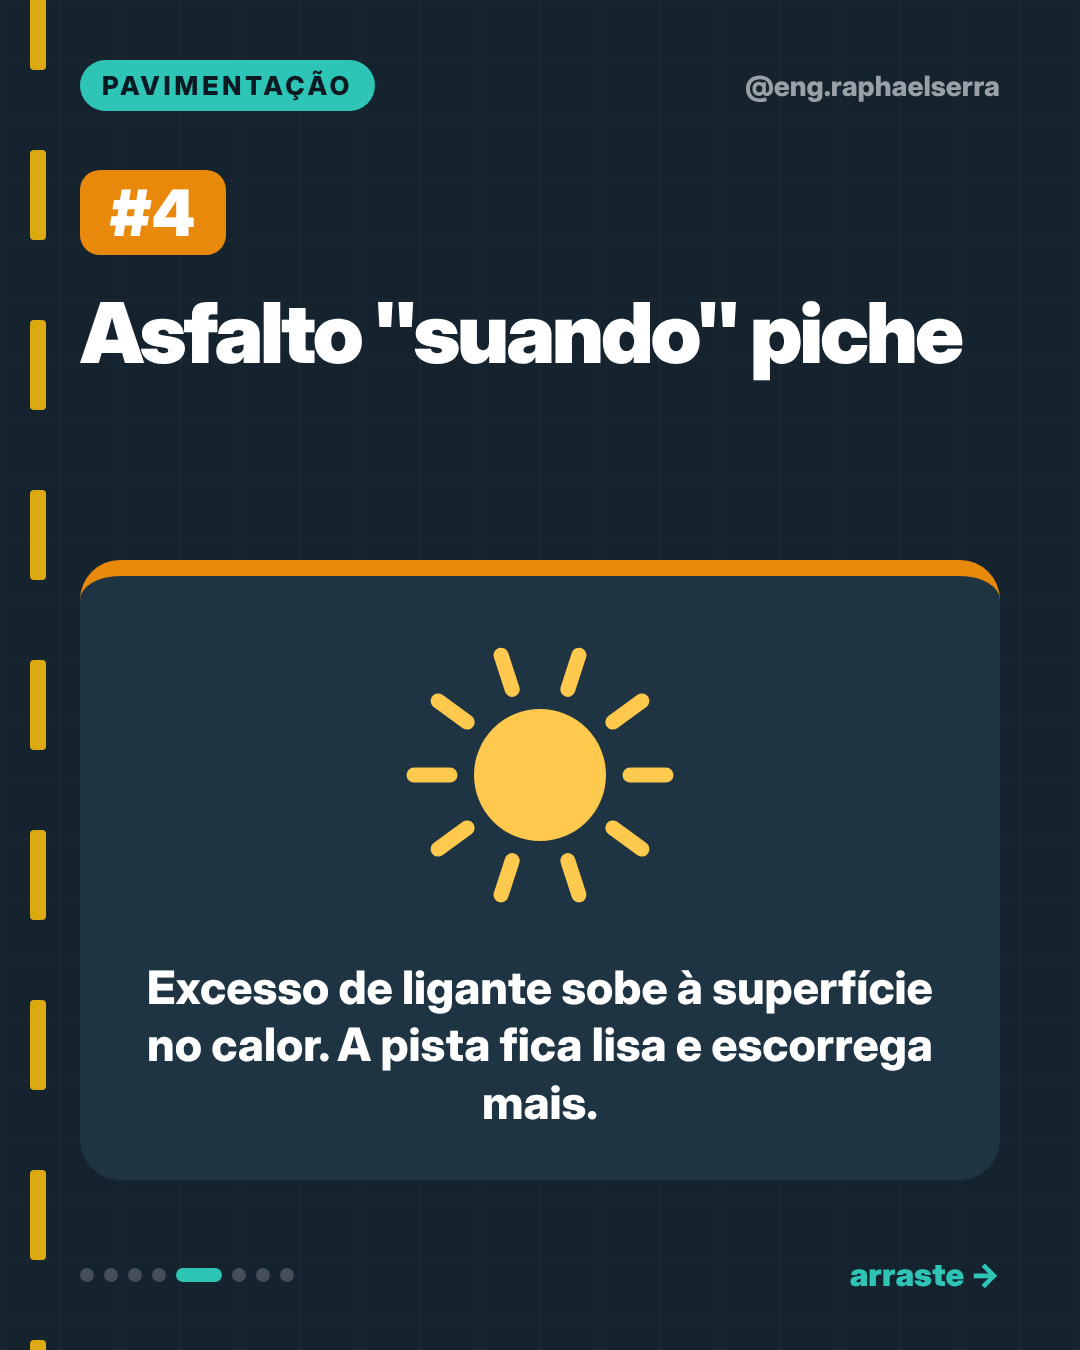 PAVIMENTAÇÃO
@eng.raphaelserra
#4
Asfalto "suando" piche
Excesso de ligante sobe à superfície
no calor. A pista fica lisa e escorrega
mais.
arraste →